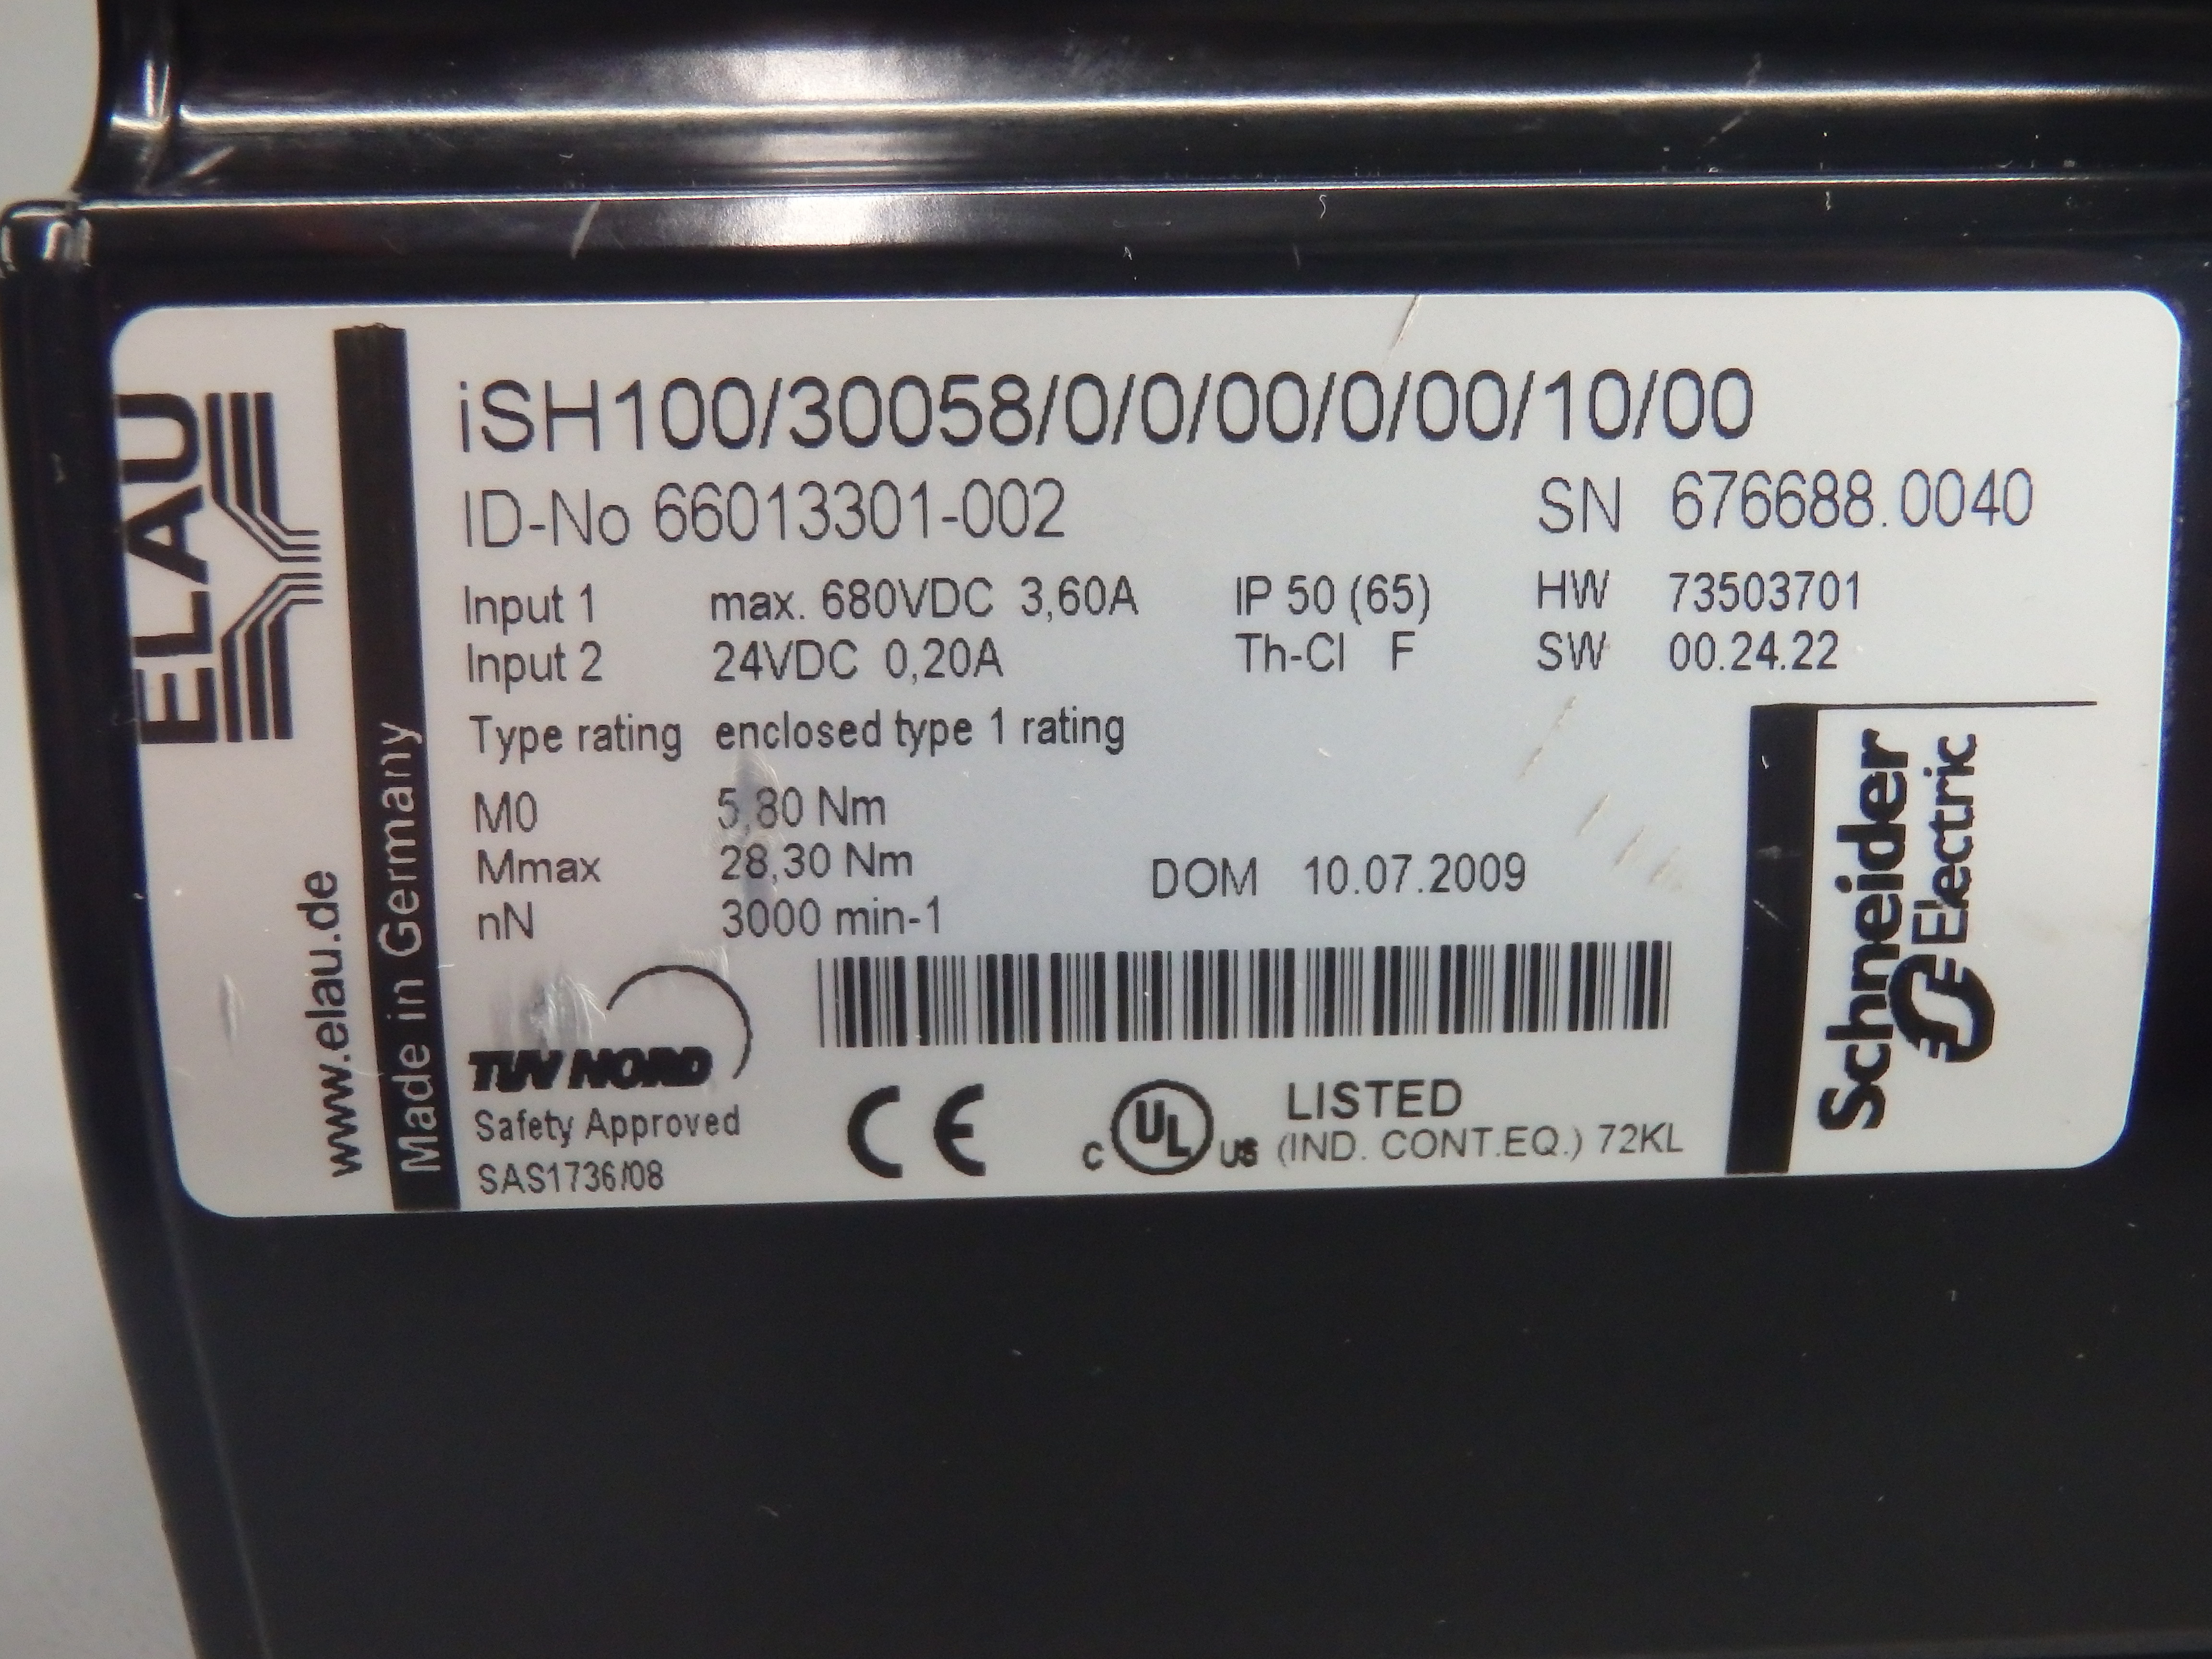 ELAU
www.elau.de
Made in Germany
iSH100/30058/0/0/00/0/00/10/00
ID-No 66013301-002 SN 676688.0040
Input 1 max. 680VDC 3,60A IP 50 (65) HW 73503701
Input 2 24VDC 0,20A Th-Cl F SW 00.24.22
Type rating enclosed type 1 rating
M0 5,80 Nm
Mmax 28,30 Nm DOM 10.07.2009
nN 3000 min-1
TÜV NORD
Safety Approved
SAS1736/08
CE
c UL us LISTED
(IND. CONT.EQ.) 72KL
Schneider
Electric